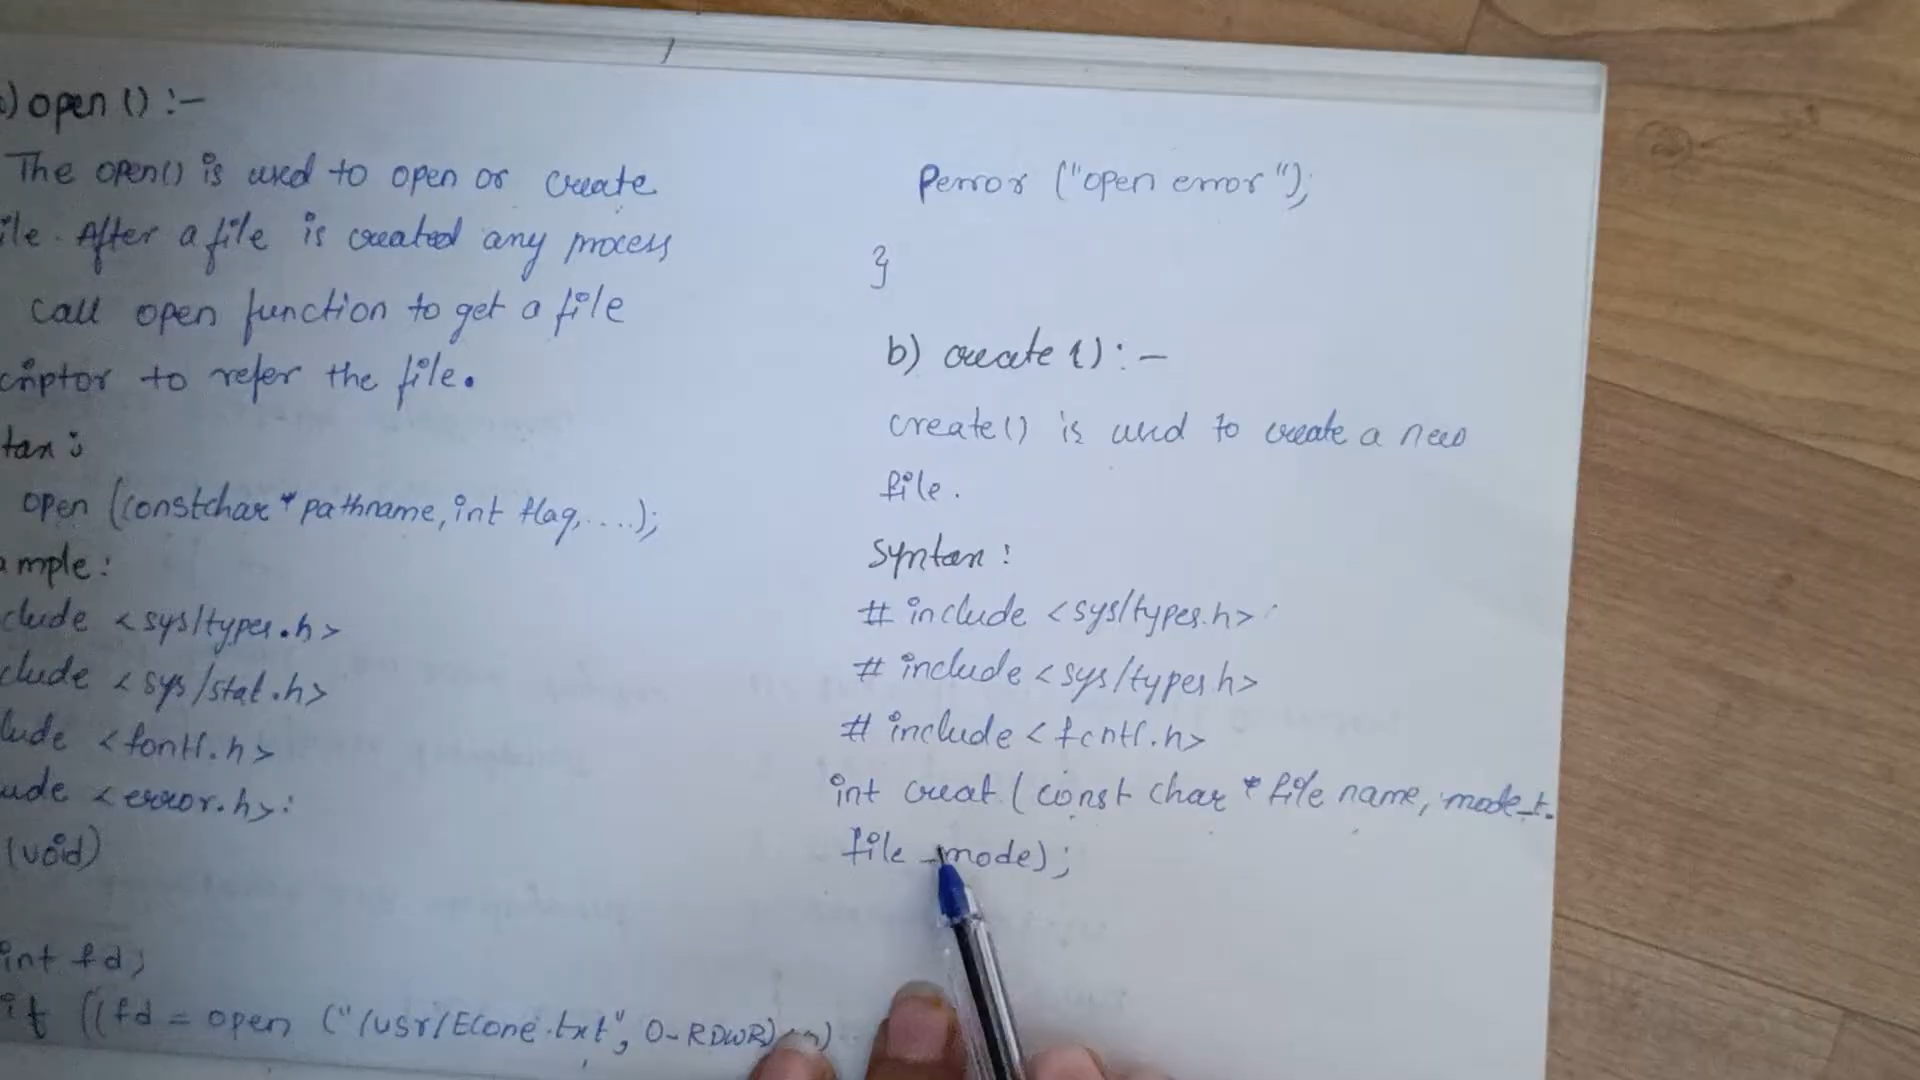 ) open () :-
The open() is used to open or create
ile. After a file is created any process
call open function to get a file
criptor to refer the file.
tax :
open (constchar * pathname, int flag, ....);
ample :
clude <sys/types.h>
clude <sys/stat.h>
lude <fcntl.h>
ude <error.h>:
(void)
int fd;
if ((fd = open ("/usr/Econe.txt", O_RDWR)
perror ("open error");
}
b) create () : -
create() is used to create a new
file.
Syntax :
# include <sys/types.h>
# include <sys/types.h>
# include <fcntl.h>
int creat (const char * file name, mode_t.
file _mode);